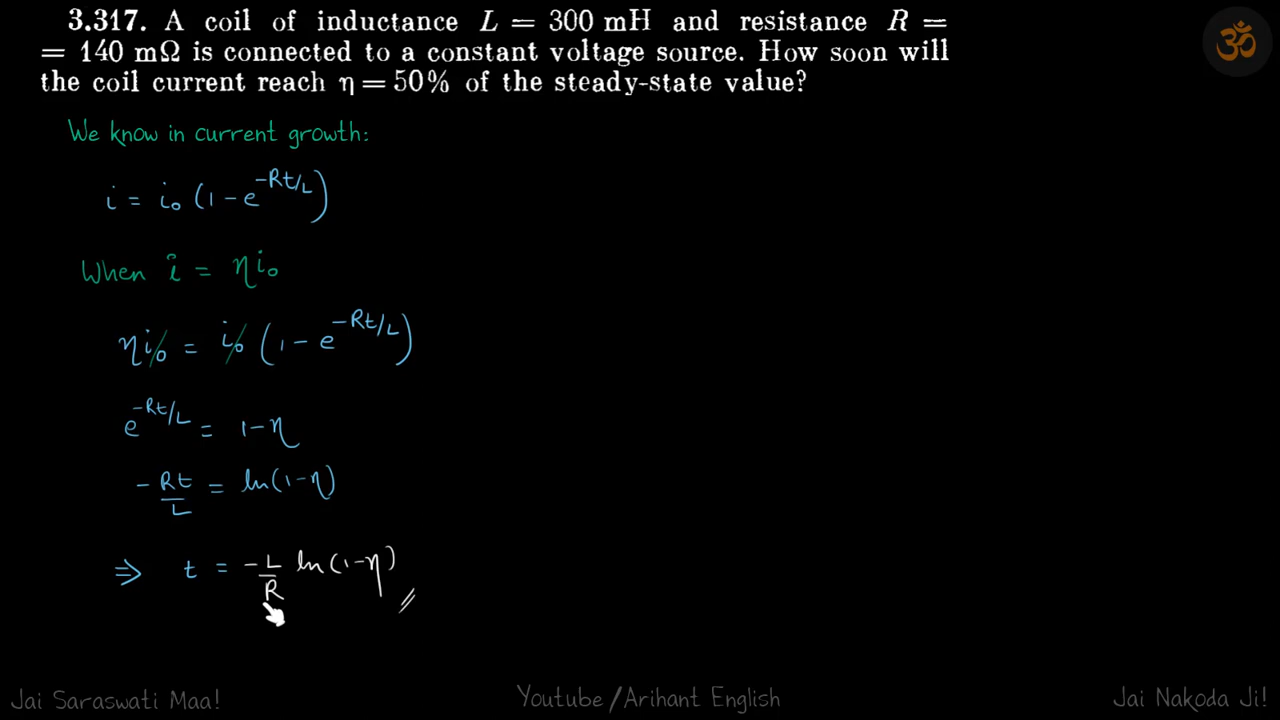 3.317. A coil of inductance L = 300 mH and resistance R =
= 140 mΩ is connected to a constant voltage source. How soon will
the coil current reach η = 50% of the steady-state value?
We know in current growth:
i = i₀ (1 - e^(-Rt/L))
When i = ηi₀
ηi₀ = i₀ (1 - e^(-Rt/L))
e^(-Rt/L) = 1 - η
-Rt/L = ln(1 - η)
⇒ t = -L/R ln(1 - η)
Jai Saraswati Maa! Youtube/Arihant English Jai Nakoda Ji!
ॐ